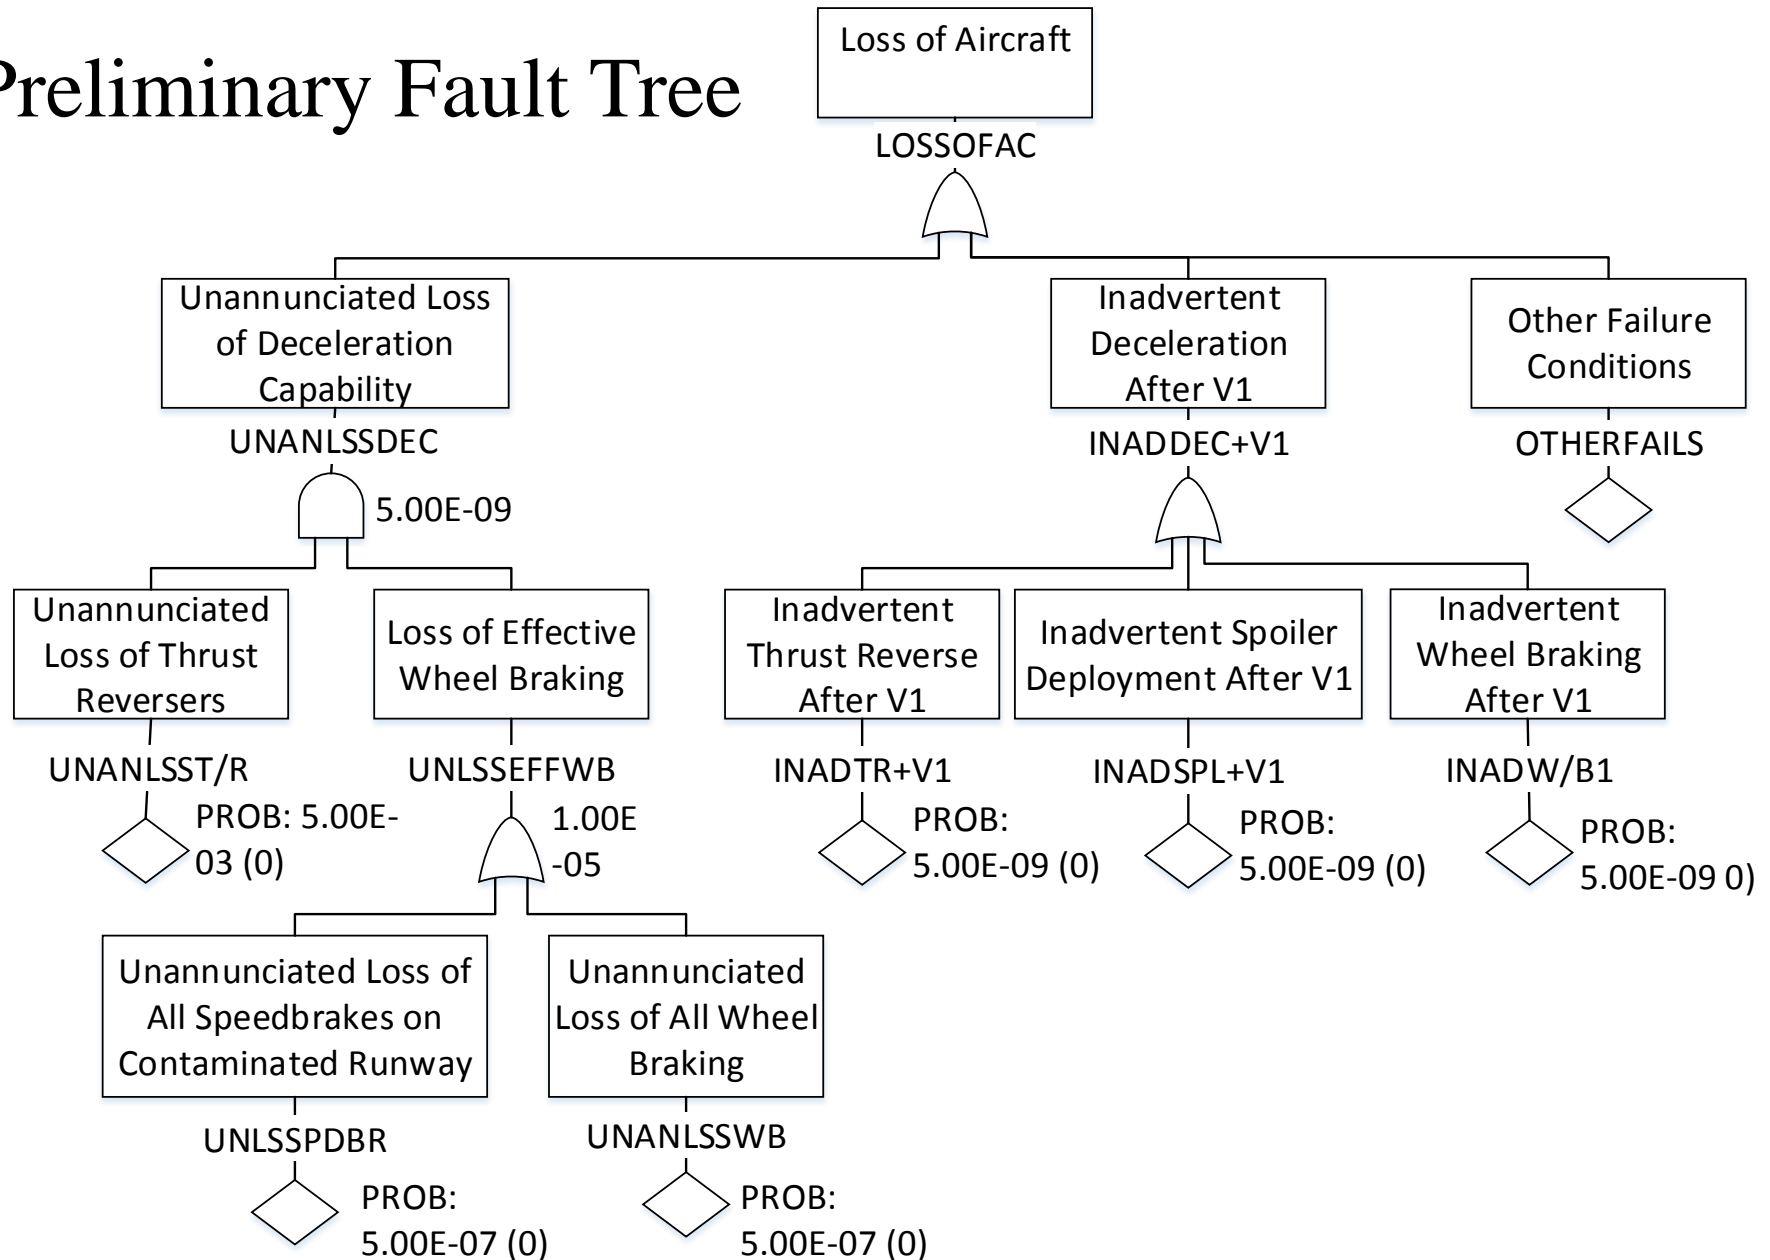 Preliminary Fault Tree
Loss of Aircraft
LOSSOFAC
Unannunciated Loss
of Deceleration
Capability
UNANLSSDEC
5.00E-09
Inadvertent
Deceleration
After V1
INADDEC+V1
Other Failure
Conditions
OTHERFAILS
Unannunciated
Loss of Thrust
Reversers
UNANLSST/R
PROB: 5.00E-
03 (0)
Loss of Effective
Wheel Braking
UNLSSEFFWB
1.00E
-05
Inadvertent
Thrust Reverse
After V1
INADTR+V1
PROB:
5.00E-09 (0)
Inadvertent Spoiler
Deployment After V1
INADSPL+V1
PROB:
5.00E-09 (0)
Inadvertent
Wheel Braking
After V1
INADW/B1
PROB:
5.00E-09 0)
Unannunciated Loss of
All Speedbrakes on
Contaminated Runway
UNLSSPDBR
PROB:
5.00E-07 (0)
Unannunciated
Loss of All Wheel
Braking
UNANLSSWB
PROB:
5.00E-07 (0)